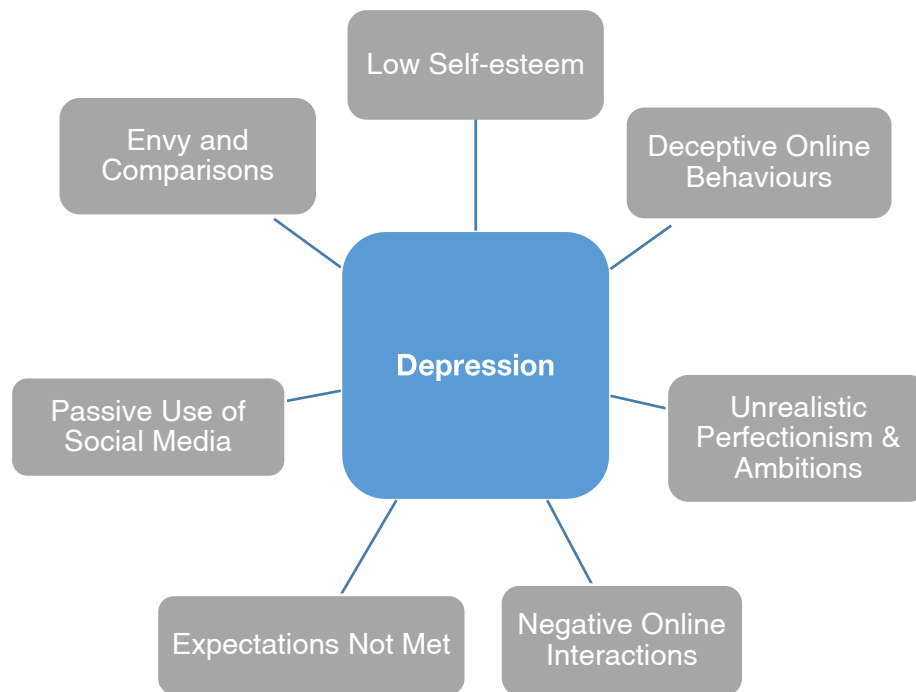 Low Self-esteem
Envy and
Comparisons
Deceptive Online
Behaviours
Depression
Passive Use of
Social Media
Unrealistic
Perfectionism &
Ambitions
Expectations Not Met
Negative Online
Interactions